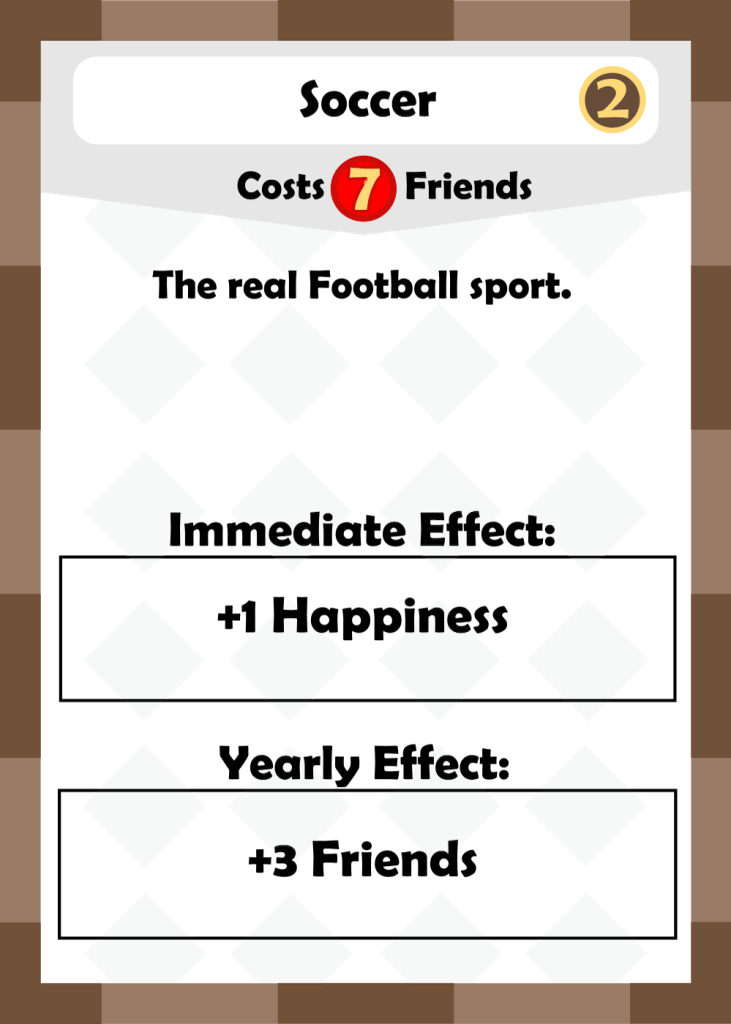 Soccer 2
Costs 7 Friends
The real Football sport.
Immediate Effect:
+1 Happiness
Yearly Effect:
+3 Friends